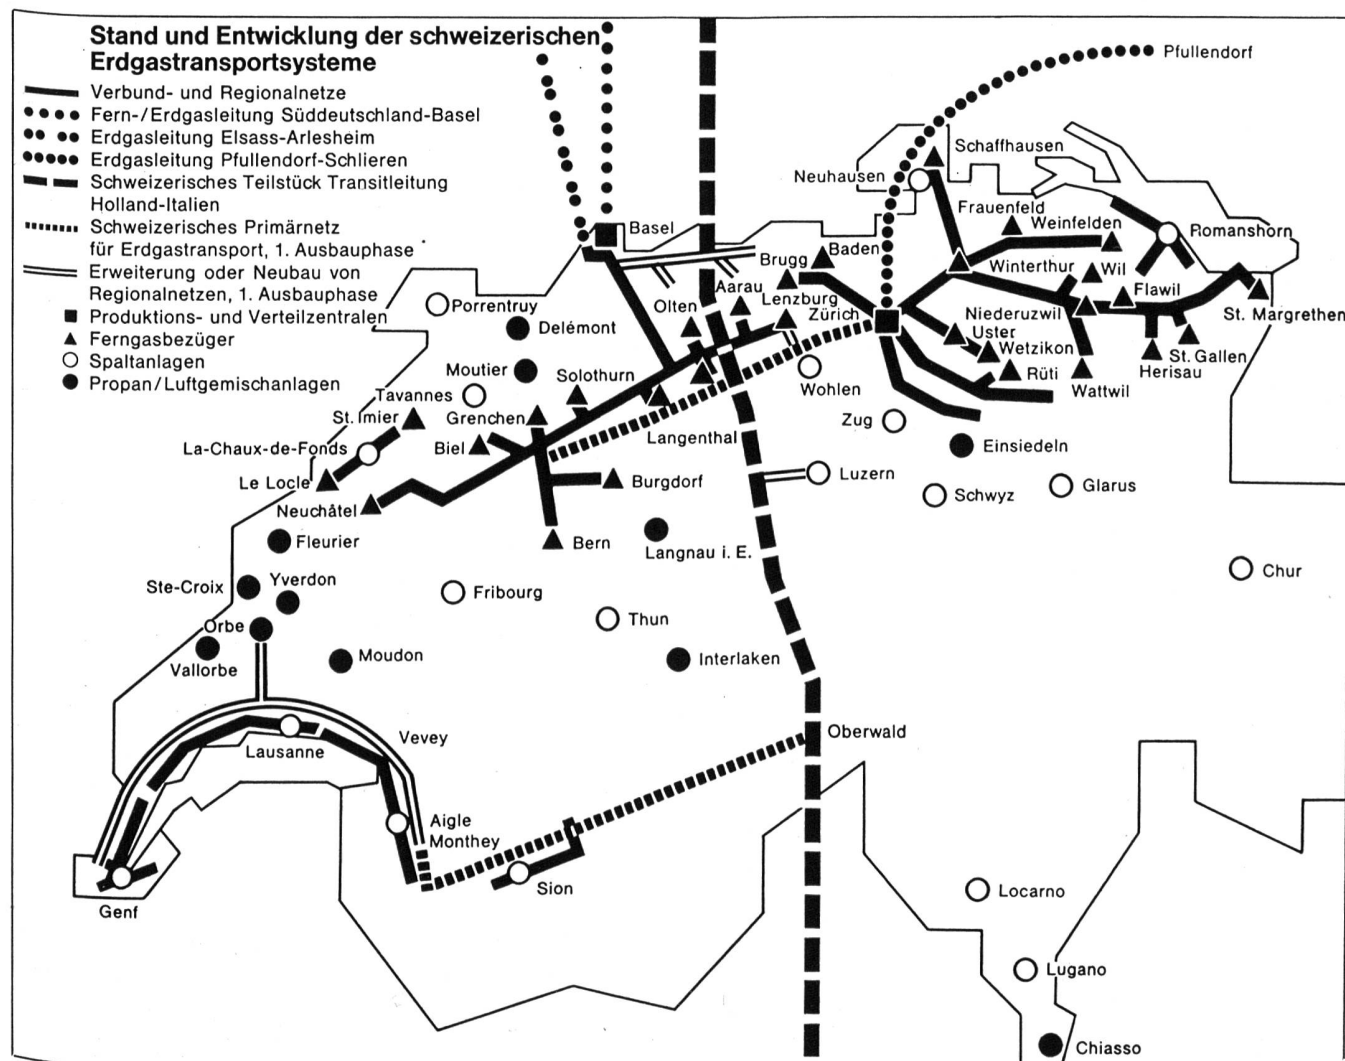 Stand und Entwicklung der schweizerischen
Erdgastransportsysteme
Verbund- und Regionalnetze
Fern-/Erdgasleitung Süddeutschland-Basel
Erdgasleitung Elsass-Arlesheim
Erdgasleitung Pfullendorf-Schlieren
Schweizerisches Teilstück Transitleitung
Holland-Italien
Schweizerisches Primärnetz
für Erdgastransport, 1. Ausbauphase
Erweiterung oder Neubau von
Regionalnetzen, 1. Ausbauphase
Produktions- und Verteilzentralen
Ferngasbezüger
Spaltanlagen
Propan/Luftgemischanlagen
Pfullendorf
Schaffhausen
Neuhausen
Frauenfeld
Weinfelden
Romanshorn
Basel
Baden
Brugg
Winterthur
Wil
Aarau
Lenzburg
Flawil
Porrentruy
Olten
Zürich
Niederuzwil
St. Margrethen
Delémont
Uster
Wetzikon
St. Gallen
Moutier
Solothurn
Wohlen
Rüti
Wattwil
Herisau
Tavannes
St. Imier
Grenchen
Zug
Langenthal
La-Chaux-de-Fonds
Biel
Einsiedeln
Le Locle
Burgdorf
Luzern
Schwyz
Glarus
Neuchâtel
Fleurier
Bern
Langnau i. E.
Chur
Ste-Croix
Yverdon
Fribourg
Thun
Orbe
Vallorbe
Moudon
Interlaken
Vevey
Oberwald
Lausanne
Aigle
Monthey
Sion
Genf
Locarno
Lugano
Chiasso